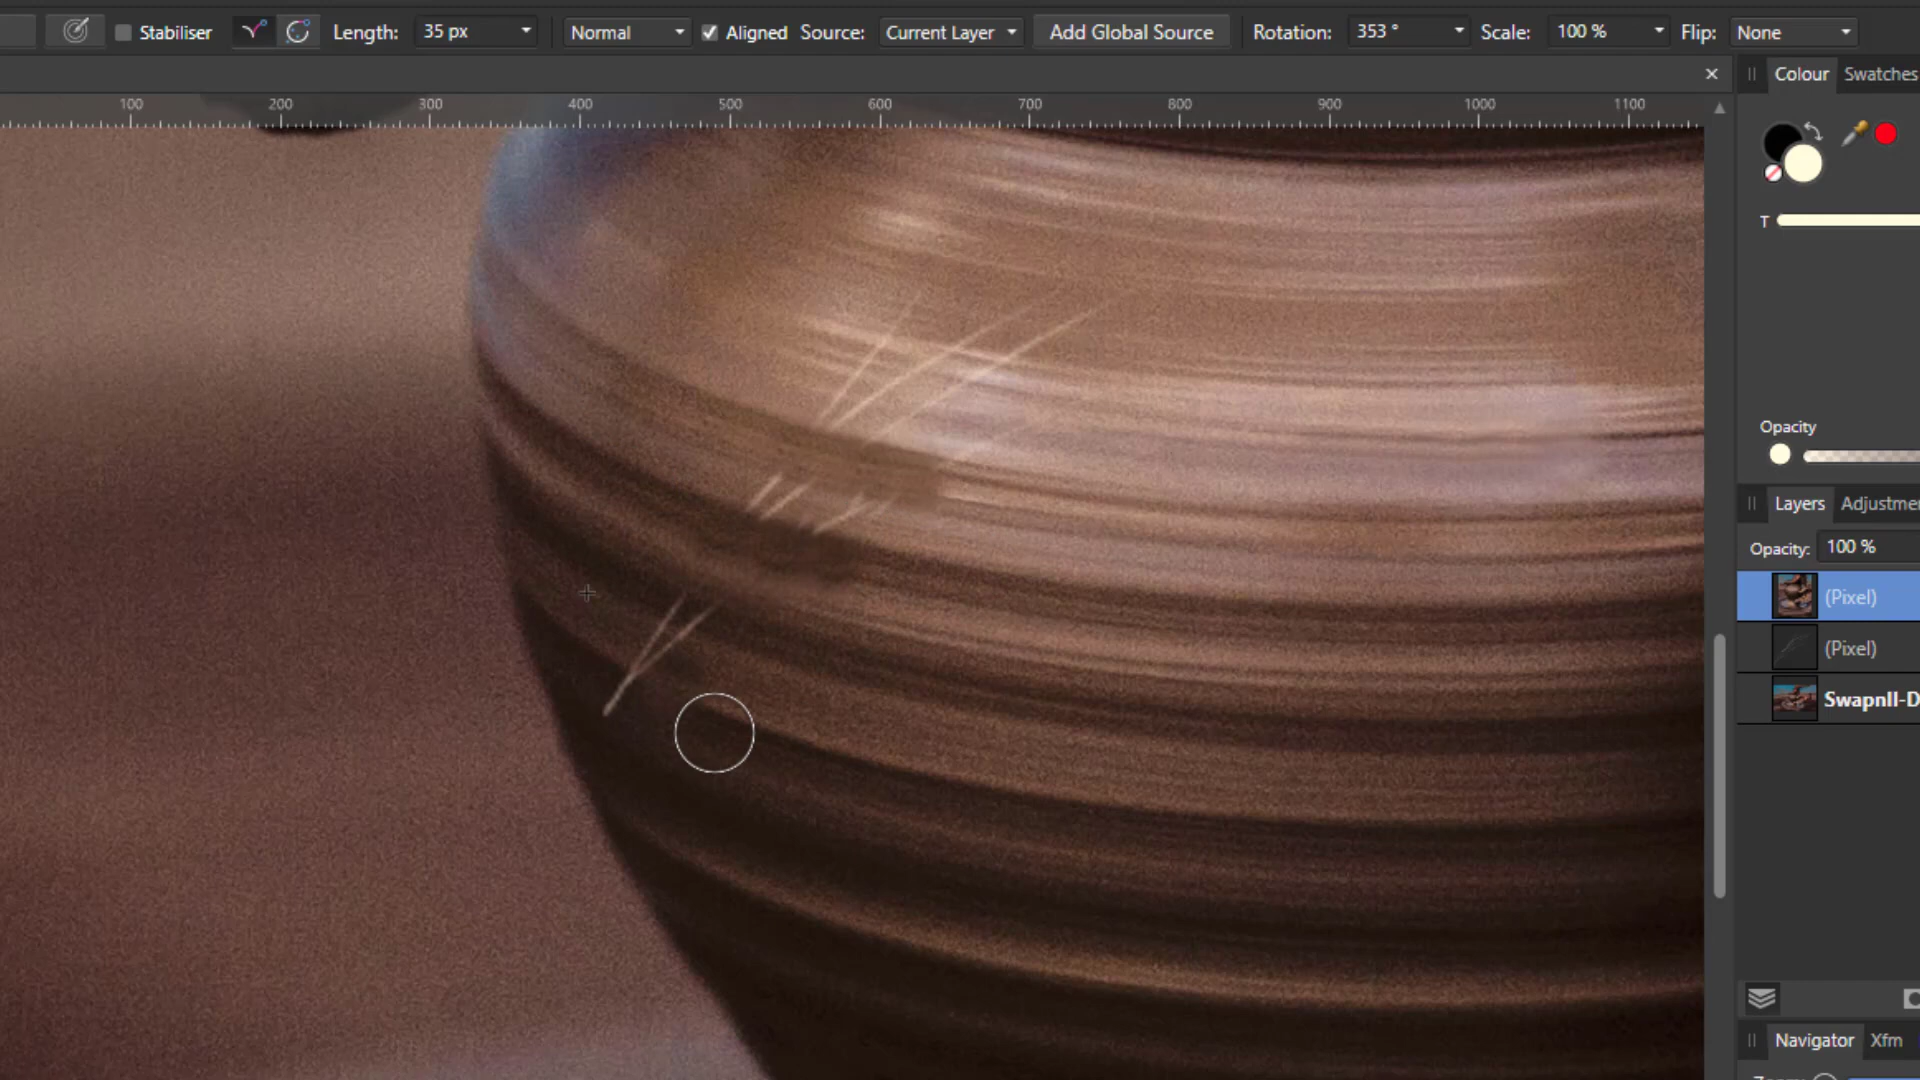 Stabiliser Length: 35 px Normal Aligned Source: Current Layer Add Global Source Rotation: 353 ° Scale: 100 % Flip: None
Colour Swatches
100 200 300 400 500 600 700 800 900 1000 1100
T
Opacity
Layers Adjustmen
Opacity: 100 %
(Pixel)
(Pixel)
SwapnIl-D
Navigator Xfm